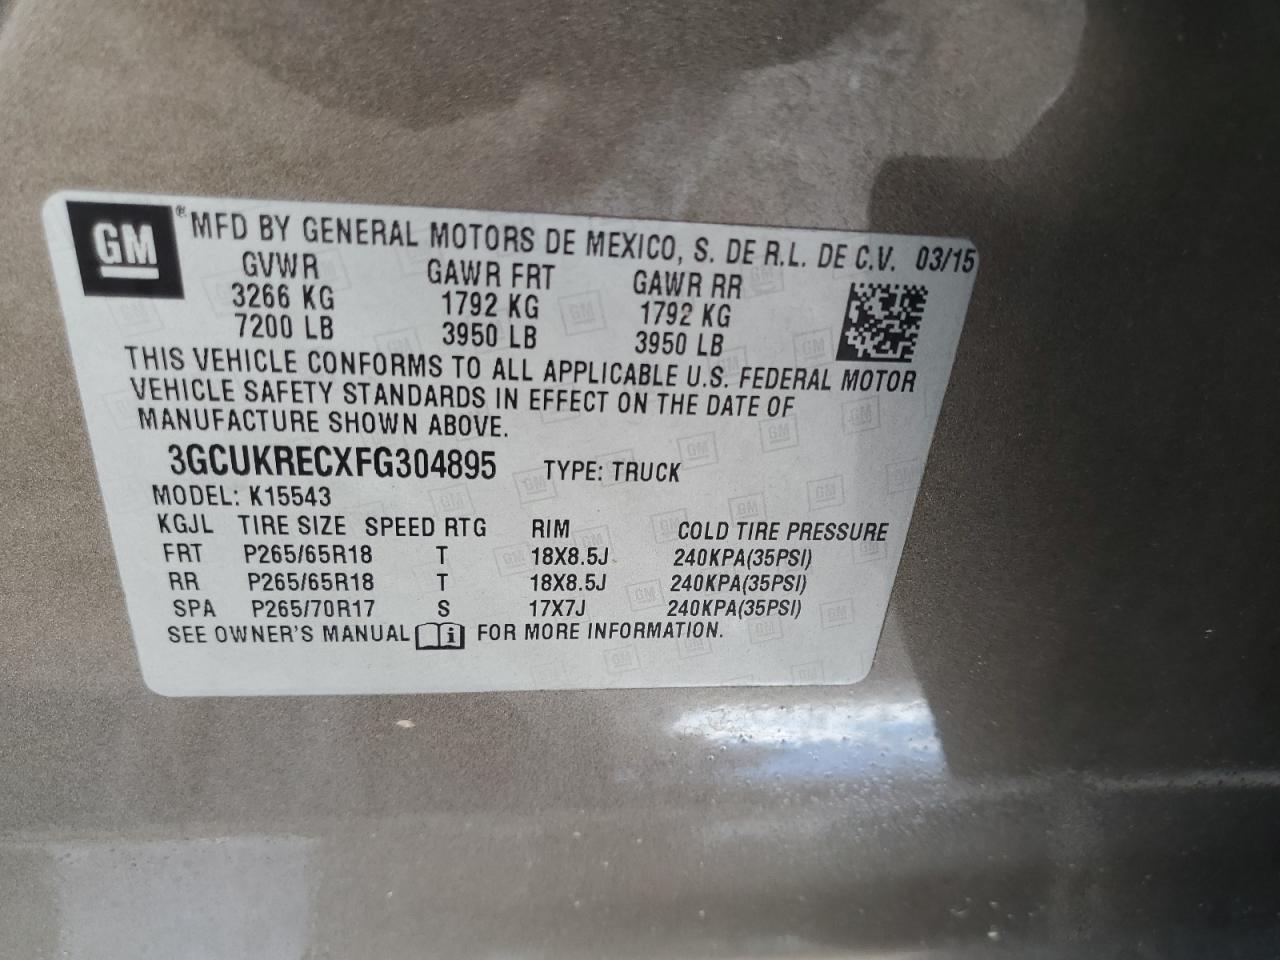 GM ® MFD BY GENERAL MOTORS DE MEXICO, S. DE R.L. DE C.V. 03/15
GVWR GAWR FRT GAWR RR
3266 KG 1792 KG 1792 KG
7200 LB 3950 LB 3950 LB
THIS VEHICLE CONFORMS TO ALL APPLICABLE U.S. FEDERAL MOTOR
VEHICLE SAFETY STANDARDS IN EFFECT ON THE DATE OF
MANUFACTURE SHOWN ABOVE.
3GCUKRECXFG304895 TYPE: TRUCK
MODEL: K15543
KGJL TIRE SIZE SPEED RTG RIM COLD TIRE PRESSURE
FRT P265/65R18 T 18X8.5J 240KPA(35PSI)
RR P265/65R18 T 18X8.5J 240KPA(35PSI)
SPA P265/70R17 S 17X7J 240KPA(35PSI)
SEE OWNER'S MANUAL i FOR MORE INFORMATION.